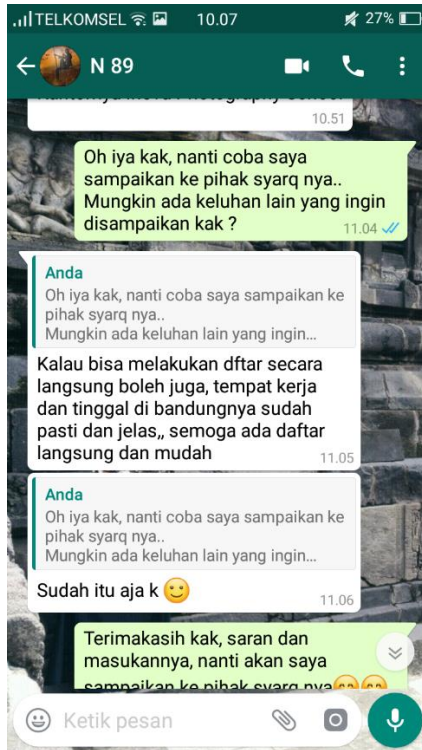 TELKOMSEL 10.07 27%
N 89
10.51
Oh iya kak, nanti coba saya
sampaikan ke pihak syarq nya..
Mungkin ada keluhan lain yang ingin
disampaikan kak ?
11.04
Anda
Oh iya kak, nanti coba saya sampaikan ke
pihak syarq nya..
Mungkin ada keluhan lain yang ingin...
Kalau bisa melakukan dftar secara
langsung boleh juga, tempat kerja
dan tinggal di bandungnya sudah
pasti dan jelas,, semoga ada daftar
langsung dan mudah
11.05
Anda
Oh iya kak, nanti coba saya sampaikan ke
pihak syarq nya..
Mungkin ada keluhan lain yang ingin...
Sudah itu aja k 🙂
11.06
Terimakasih kak, saran dan
masukannya, nanti akan saya
sampaikan ke pihak syarq nya
Ketik pesan